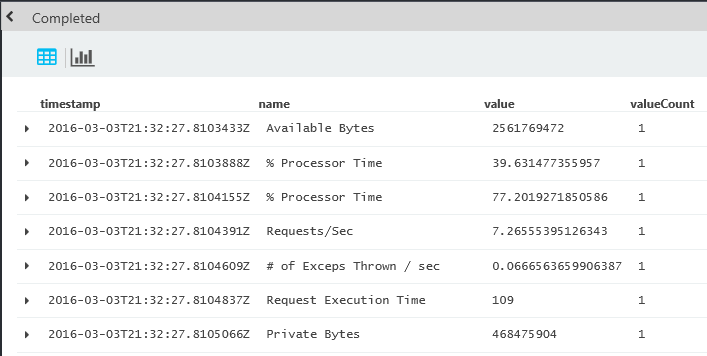 Completed
timestamp name value valueCount
2016-03-03T21:32:27.8103433Z Available Bytes 2561769472 1
2016-03-03T21:32:27.8103888Z % Processor Time 39.631477355957 1
2016-03-03T21:32:27.8104155Z % Processor Time 77.2019271850586 1
2016-03-03T21:32:27.8104391Z Requests/Sec 7.26555395126343 1
2016-03-03T21:32:27.8104609Z # of Exceps Thrown / sec 0.0666563659906387 1
2016-03-03T21:32:27.8104837Z Request Execution Time 109 1
2016-03-03T21:32:27.8105066Z Private Bytes 468475904 1